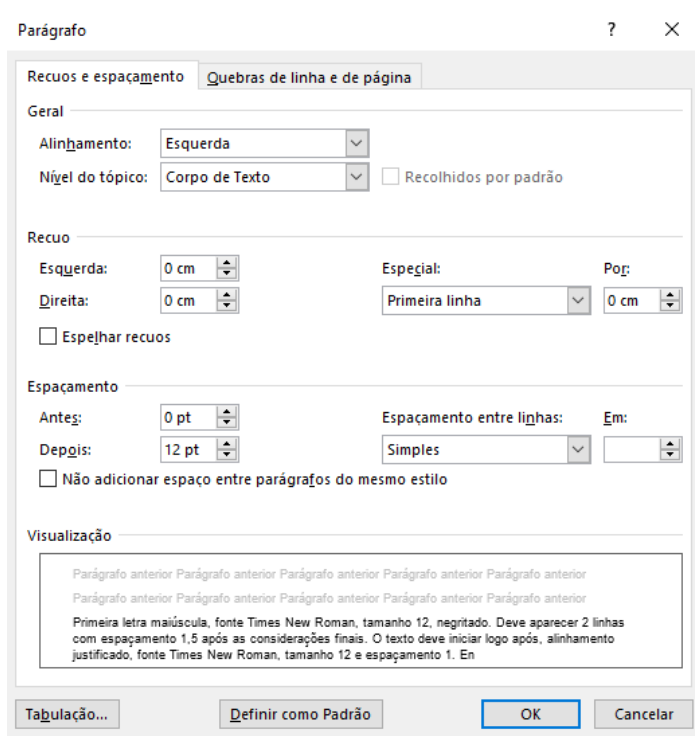 Parágrafo ? ×
Recuos e espaçamento Quebras de linha e de página
Geral
Alinhamento: Esquerda
Nível do tópico: Corpo de Texto Recolhidos por padrão
Recuo
Esquerda: 0 cm Especial: Por:
Direita: 0 cm Primeira linha 0 cm
Espelhar recuos
Espaçamento
Antes: 0 pt Espaçamento entre linhas: Em:
Depois: 12 pt Simples
Não adicionar espaço entre parágrafos do mesmo estilo
Visualização
Parágrafo anterior Parágrafo anterior Parágrafo anterior Parágrafo anterior Parágrafo anterior
Parágrafo anterior Parágrafo anterior Parágrafo anterior Parágrafo anterior Parágrafo anterior
Primeira letra maiúscula, fonte Times New Roman, tamanho 12, negritado. Deve aparecer 2 linhas
com espaçamento 1,5 após as considerações finais. O texto deve iniciar logo após, alinhamento
justificado, fonte Times New Roman, tamanho 12 e espaçamento 1. En
Tabulação... Definir como Padrão OK Cancelar